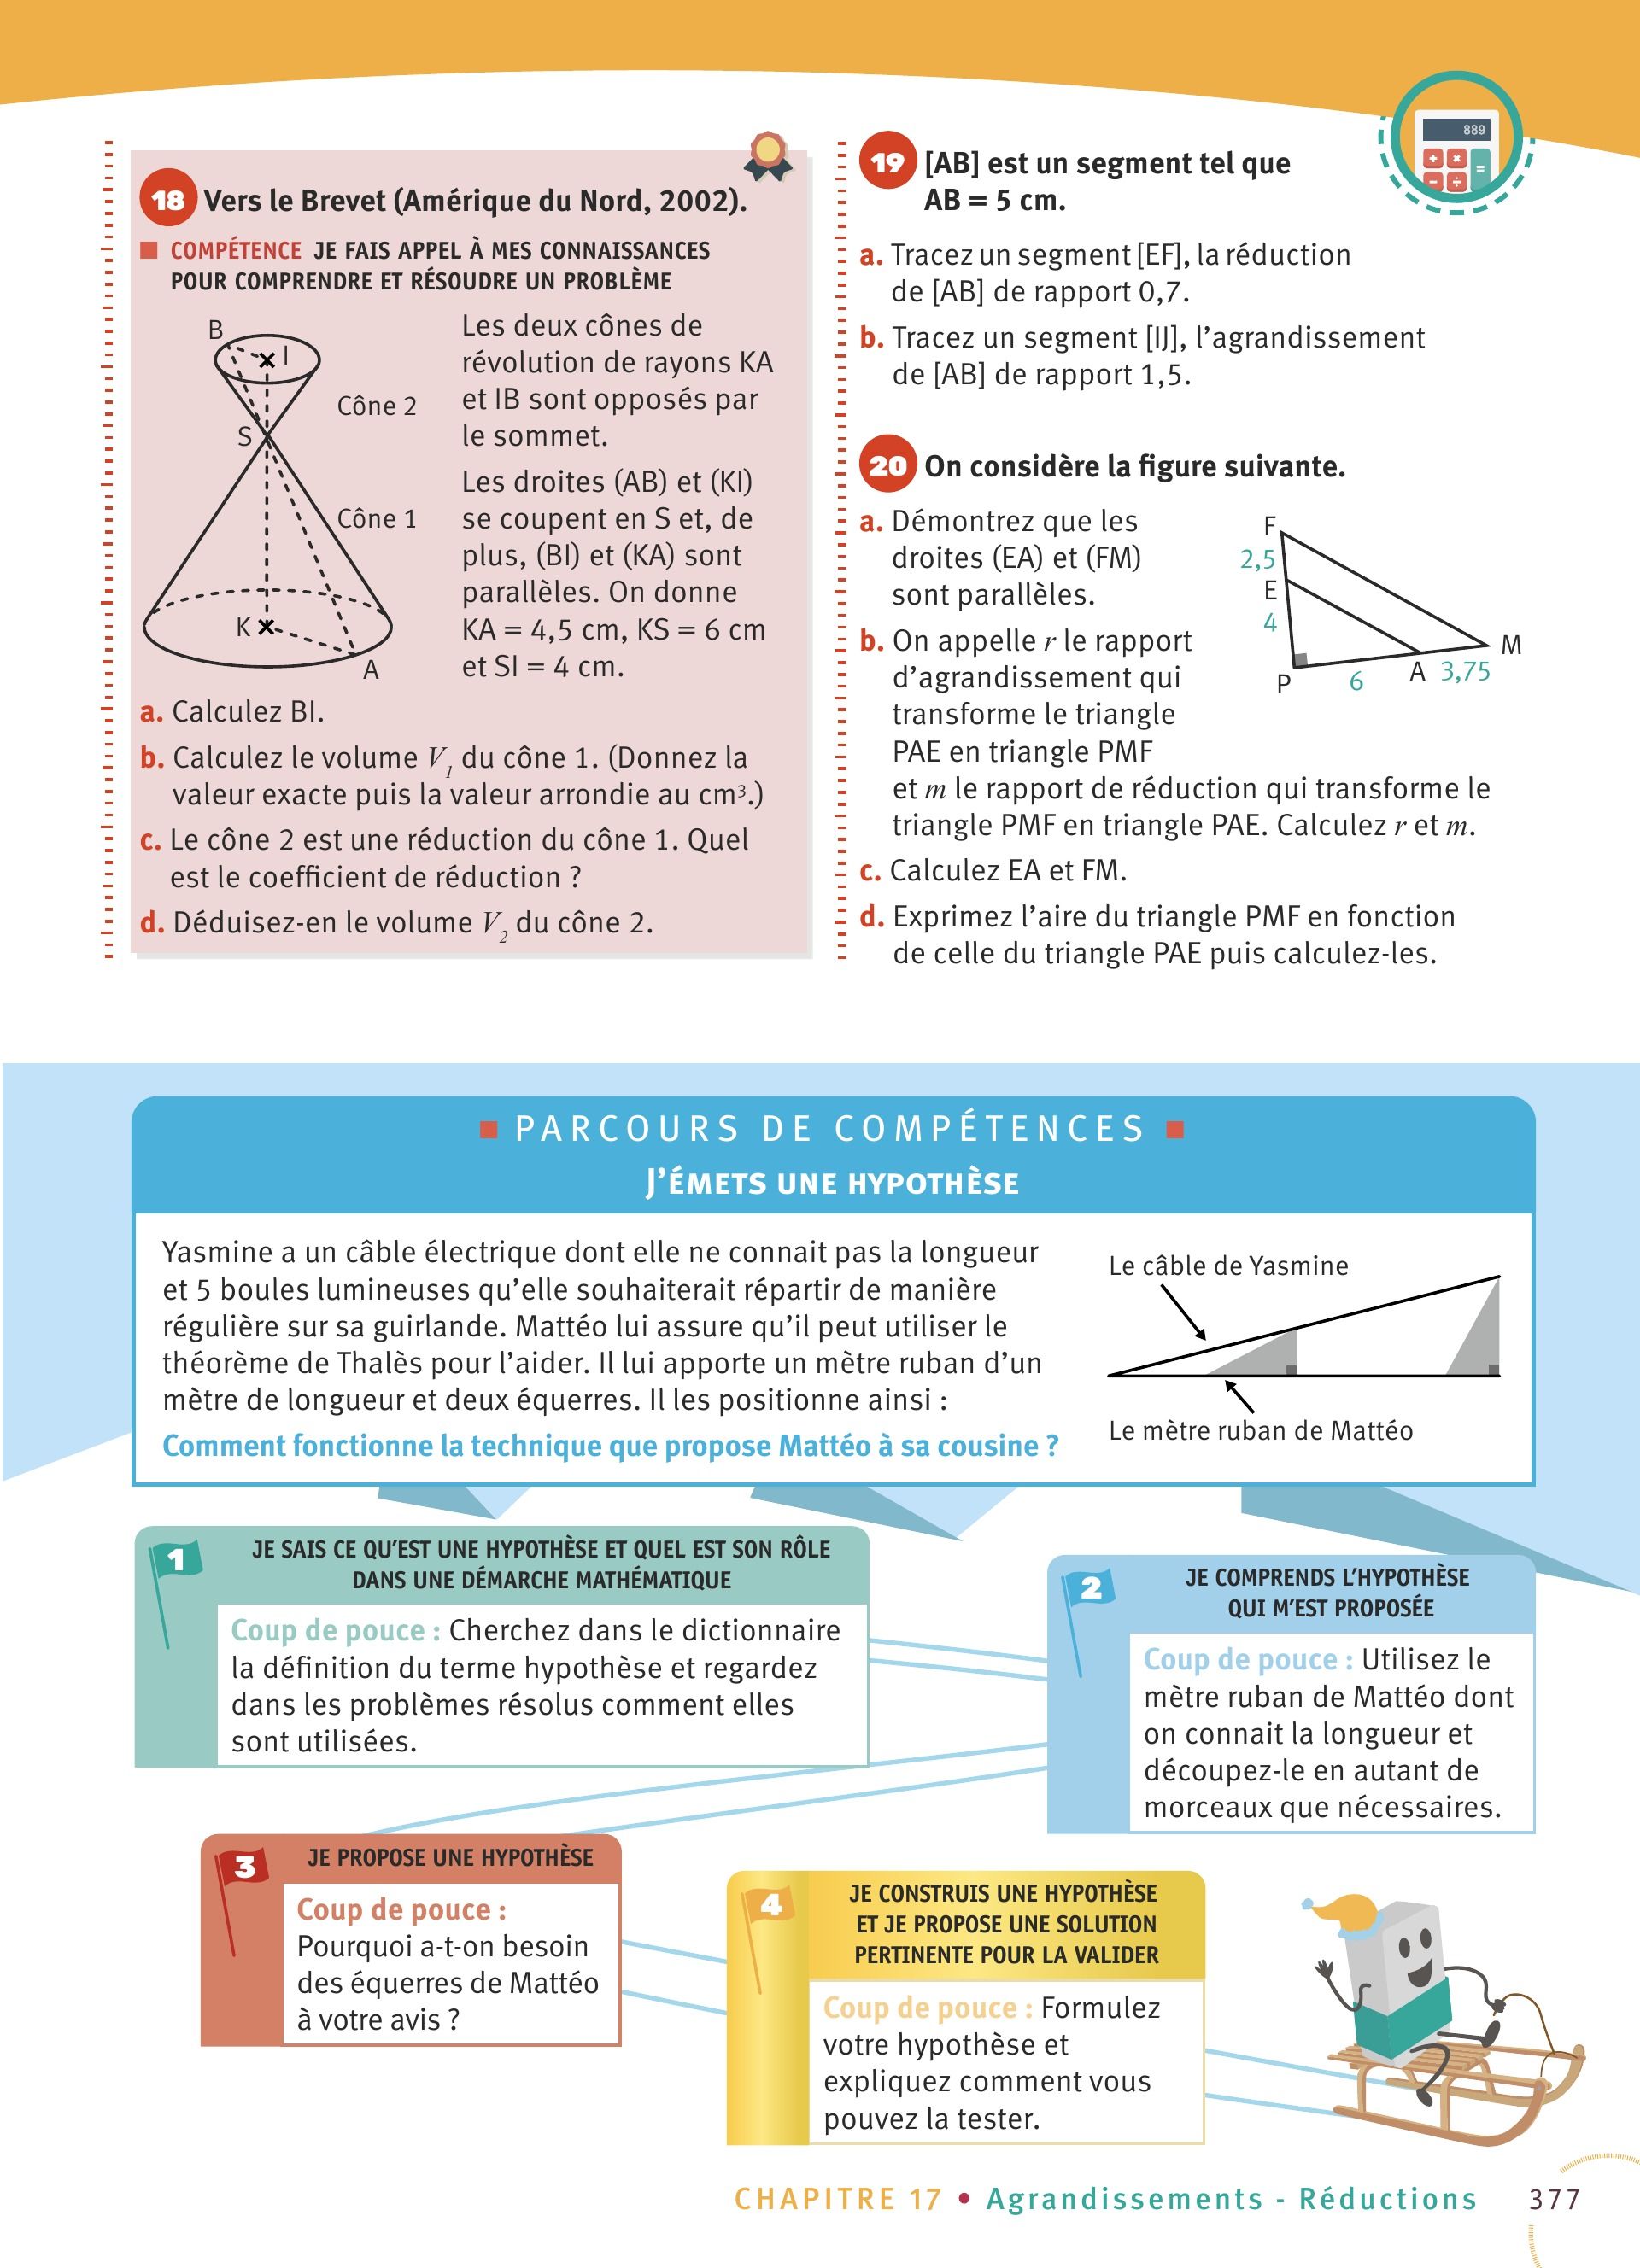 889
18 Vers le Brevet (Amérique du Nord, 2002).
COMPÉTENCE JE FAIS APPEL À MES CONNAISSANCES
POUR COMPRENDRE ET RÉSOUDRE UN PROBLÈME
B
I
Cône 2
S
Cône 1
K
A
Les deux cônes de
révolution de rayons KA
et IB sont opposés par
le sommet.
Les droites (AB) et (KI)
se coupent en S et, de
plus, (BI) et (KA) sont
parallèles. On donne
KA = 4,5 cm, KS = 6 cm
et SI = 4 cm.
a. Calculez BI.
b. Calculez le volume V1 du cône 1. (Donnez la
valeur exacte puis la valeur arrondie au cm³.)
c. Le cône 2 est une réduction du cône 1. Quel
est le coefficient de réduction ?
d. Déduisez-en le volume V2 du cône 2.
19 [AB] est un segment tel que
AB = 5 cm.
a. Tracez un segment [EF], la réduction
de [AB] de rapport 0,7.
b. Tracez un segment [IJ], l’agrandissement
de [AB] de rapport 1,5.
20 On considère la figure suivante.
a. Démontrez que les
droites (EA) et (FM)
sont parallèles.
b. On appelle r le rapport
d’agrandissement qui
transforme le triangle
PAE en triangle PMF
et m le rapport de réduction qui transforme le
triangle PMF en triangle PAE. Calculez r et m.
F
2,5
E
4
P
6
A
3,75
M
c. Calculez EA et FM.
d. Exprimez l’aire du triangle PMF en fonction
de celle du triangle PAE puis calculez-les.
PARCOURS DE COMPÉTENCES
J’ÉMETS UNE HYPOTHÈSE
Yasmine a un câble électrique dont elle ne connait pas la longueur
et 5 boules lumineuses qu’elle souhaiterait répartir de manière
régulière sur sa guirlande. Mattéo lui assure qu’il peut utiliser le
théorème de Thalès pour l’aider. Il lui apporte un mètre ruban d’un
mètre de longueur et deux équerres. Il les positionne ainsi :
Comment fonctionne la technique que propose Mattéo à sa cousine ?
Le câble de Yasmine
Le mètre ruban de Mattéo
1
JE SAIS CE QU’EST UNE HYPOTHÈSE ET QUEL EST SON RÔLE
DANS UNE DÉMARCHE MATHÉMATIQUE
Coup de pouce : Cherchez dans le dictionnaire
la définition du terme hypothèse et regardez
dans les problèmes résolus comment elles
sont utilisées.
2
JE COMPRENDS L’HYPOTHÈSE
QUI M’EST PROPOSÉE
Coup de pouce : Utilisez le
mètre ruban de Mattéo dont
on connait la longueur et
découpez-le en autant de
morceaux que nécessaires.
3
JE PROPOSE UNE HYPOTHÈSE
Coup de pouce :
Pourquoi a-t-on besoin
des équerres de Mattéo
à votre avis ?
4
JE CONSTRUIS UNE HYPOTHÈSE
ET JE PROPOSE UNE SOLUTION
PERTINENTE POUR LA VALIDER
Coup de pouce : Formulez
votre hypothèse et
expliquez comment vous
pouvez la tester.
CHAPITRE 17 • Agrandissements - Réductions 377